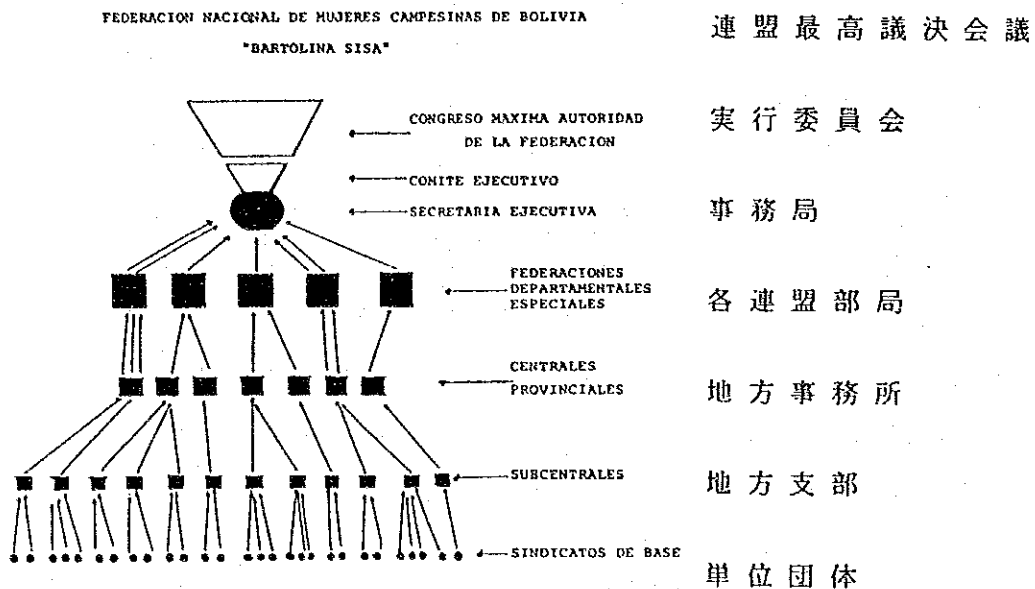 FEDERACION NACIONAL DE MUJERES CAMPESINAS DE BOLIVIA
"BARTOLINA SISA"
連盟最高議決会議
CONGRESO MAXIMA AUTORIDAD
DE LA FEDERACION
実行委員会
COMITE EJECUTIVO
SECRETARIA EJECUTIVA
事務局
FEDERACIONES
DEPARTAMENTALES
ESPECIALES
各連盟部局
CENTRALES
PROVINCIALES
地方事務所
SUBCENTRALES
地方支部
SINDICATOS DE BASE
単位団体